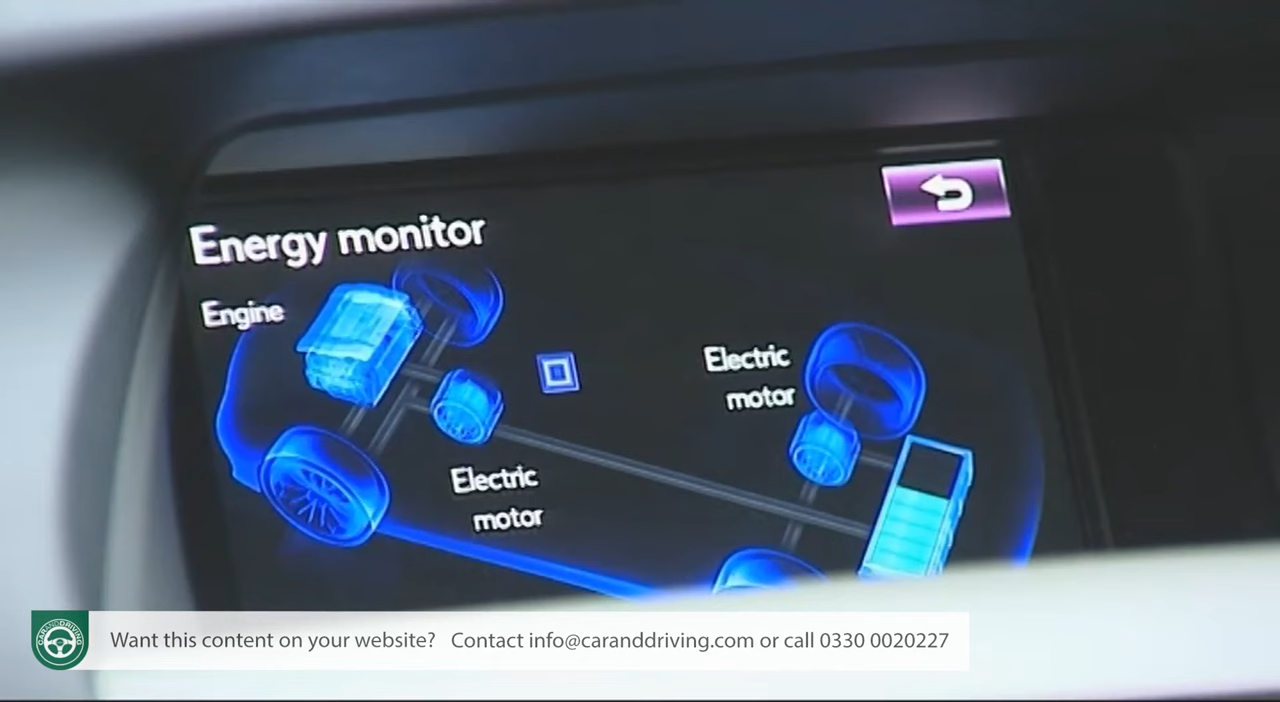 Energy monitor
Engine
Electric
motor
Electric
motor
CARANDDRIVING
Want this content on your website? Contact info@caranddriving.com or call 0330 0020227